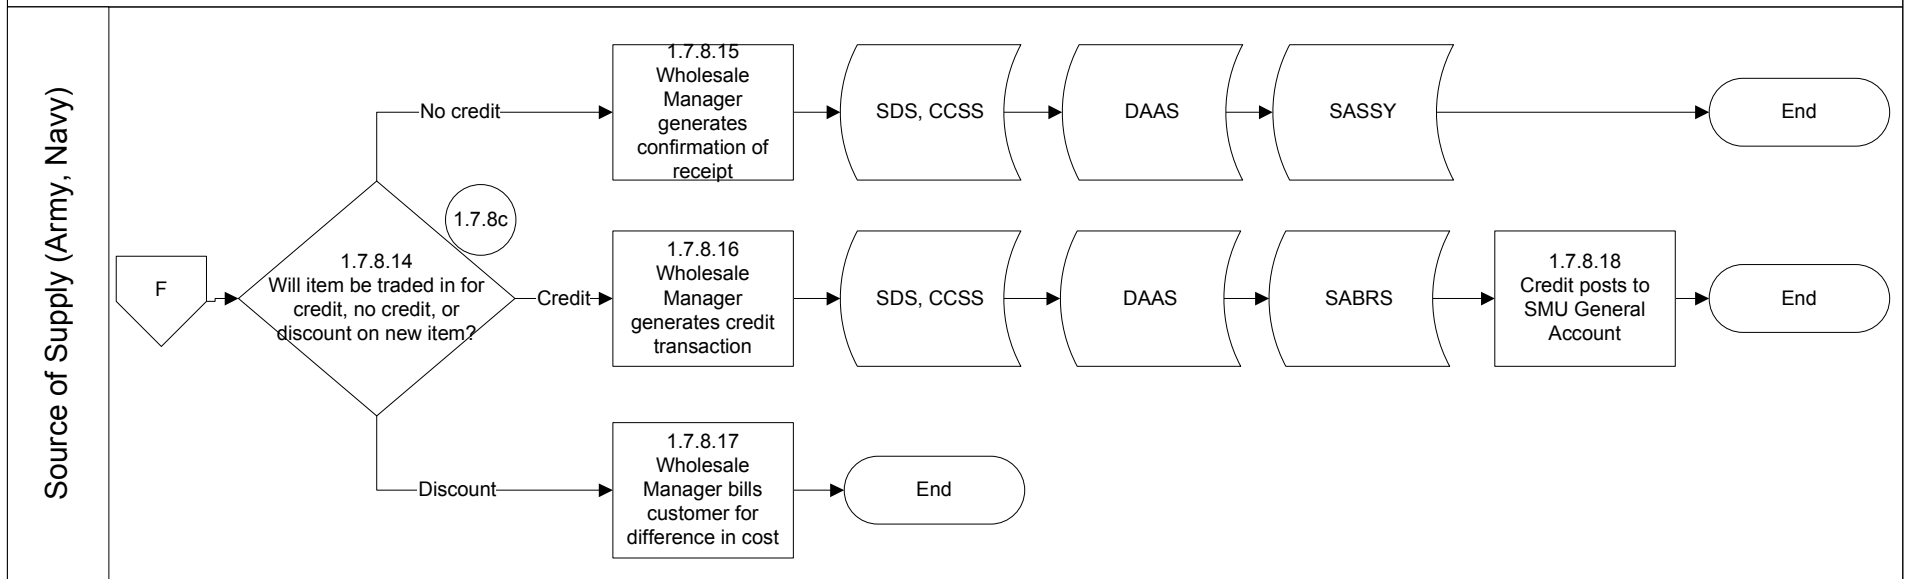 Source of Supply (Army, Navy)
F
1.7.8.14
Will item be traded in for
credit, no credit, or
discount on new item?
1.7.8c
No credit
1.7.8.15
Wholesale
Manager
generates
confirmation of
receipt
SDS, CCSS
DAAS
SASSY
End
Credit
1.7.8.16
Wholesale
Manager
generates credit
transaction
SDS, CCSS
DAAS
SABRS
1.7.8.18
Credit posts to
SMU General
Account
End
Discount
1.7.8.17
Wholesale
Manager bills
customer for
difference in cost
End